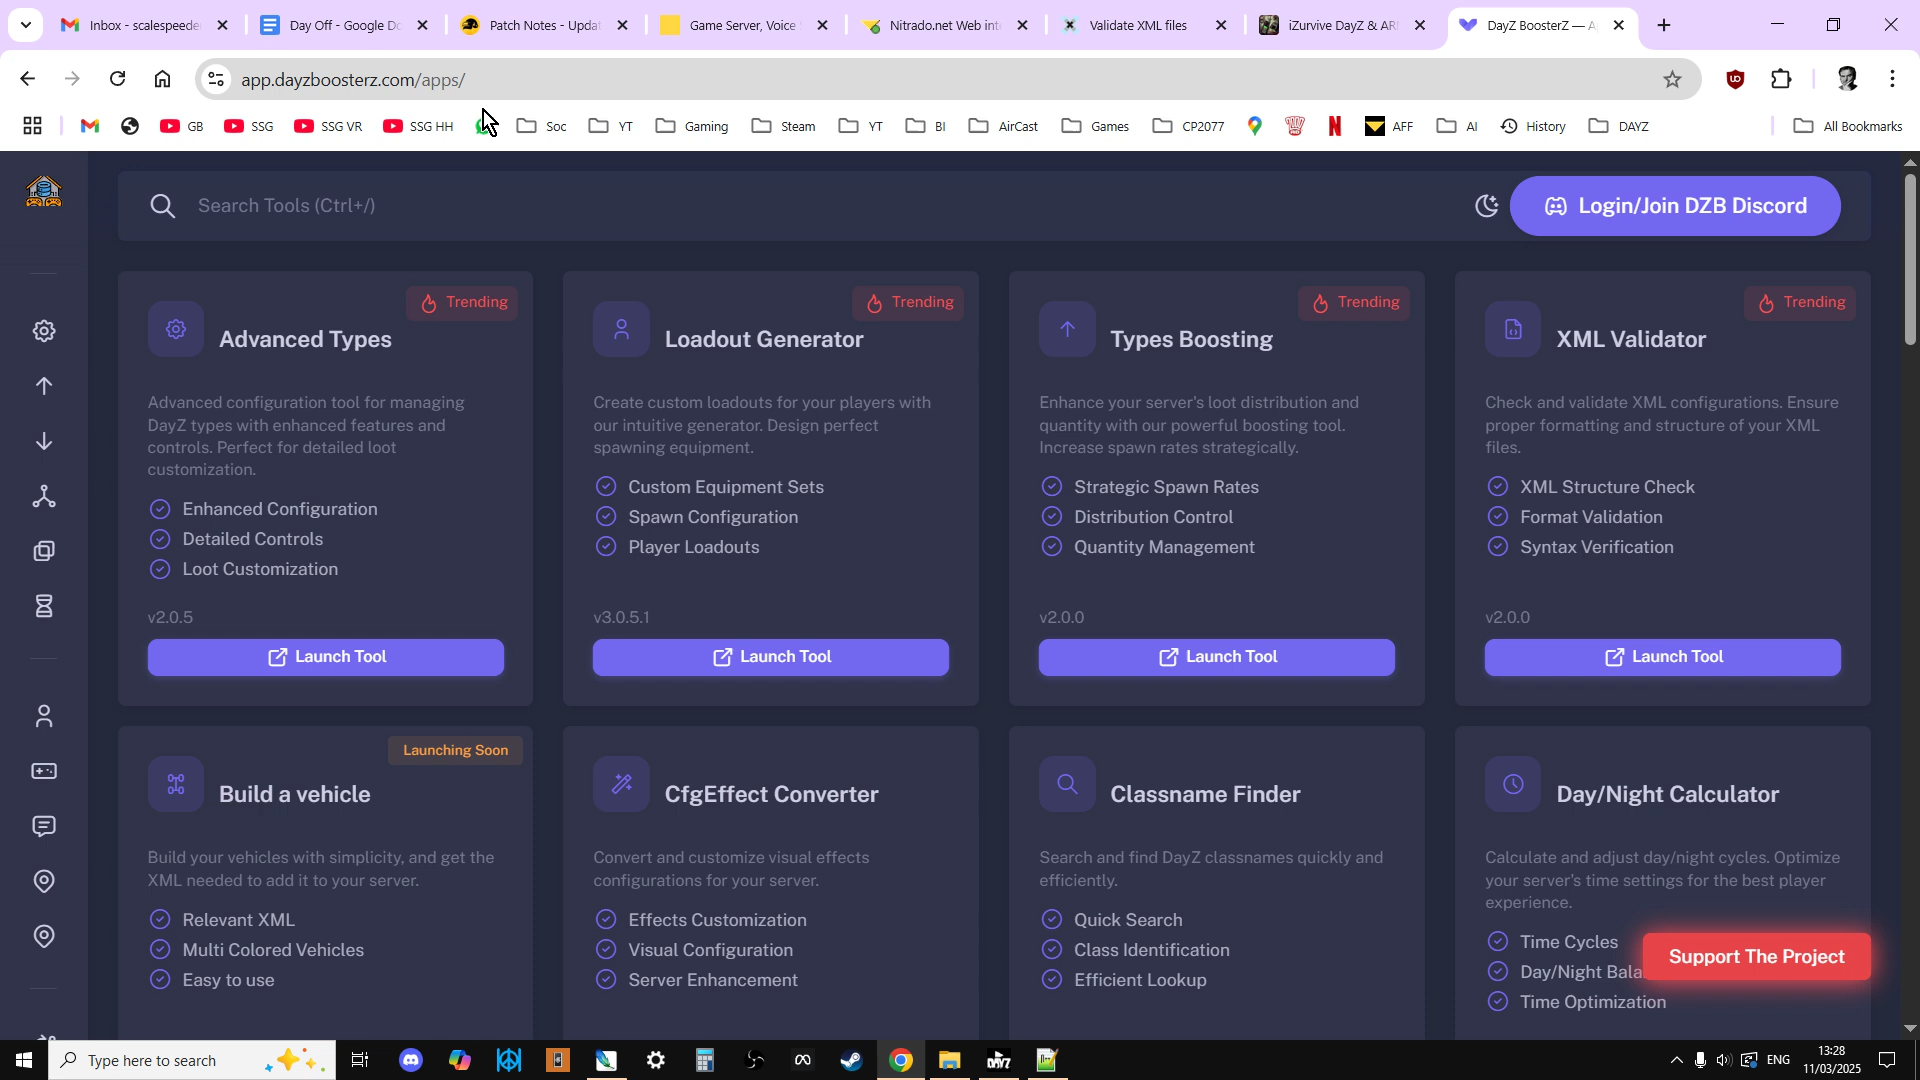 Inbox - scalespeede
Day Off - Google Do
Patch Notes - Updat
Game Server, Voice
Nitrado.net Web int
Validate XML files
iZurvive DayZ & AR
DayZ BoosterZ — A
app.dayzboosterz.com/apps/
GB
SSG
SSG VR
SSG HH
Soc
YT
Gaming
Steam
YT
BI
AirCast
Games
CP2077
AFF
AI
History
DAYZ
All Bookmarks
Search Tools (Ctrl+/)
Login/Join DZB Discord
Trending
Advanced Types
Advanced configuration tool for managing
DayZ types with enhanced features and
controls. Perfect for detailed loot
customization.
Enhanced Configuration
Detailed Controls
Loot Customization
v2.0.5
Launch Tool
Trending
Loadout Generator
Create custom loadouts for your players with
our intuitive generator. Design perfect
spawning equipment.
Custom Equipment Sets
Spawn Configuration
Player Loadouts
v3.0.5.1
Launch Tool
Trending
Types Boosting
Enhance your server's loot distribution and
quantity with our powerful boosting tool.
Increase spawn rates strategically.
Strategic Spawn Rates
Distribution Control
Quantity Management
v2.0.0
Launch Tool
Trending
XML Validator
Check and validate XML configurations. Ensure
proper formatting and structure of your XML
files.
XML Structure Check
Format Validation
Syntax Verification
v2.0.0
Launch Tool
Launching Soon
Build a vehicle
Build your vehicles with simplicity, and get the
XML needed to add it to your server.
Relevant XML
Multi Colored Vehicles
Easy to use
CfgEffect Converter
Convert and customize visual effects
configurations for your server.
Effects Customization
Visual Configuration
Server Enhancement
Classname Finder
Search and find DayZ classnames quickly and
efficiently.
Quick Search
Class Identification
Efficient Lookup
Day/Night Calculator
Calculate and adjust day/night cycles. Optimize
your server's time settings for the best player
experience.
Time Cycles
Day/Night Bala
Time Optimization
Support The Project
Type here to search
DAYZ
ENG
13:28
11/03/2025